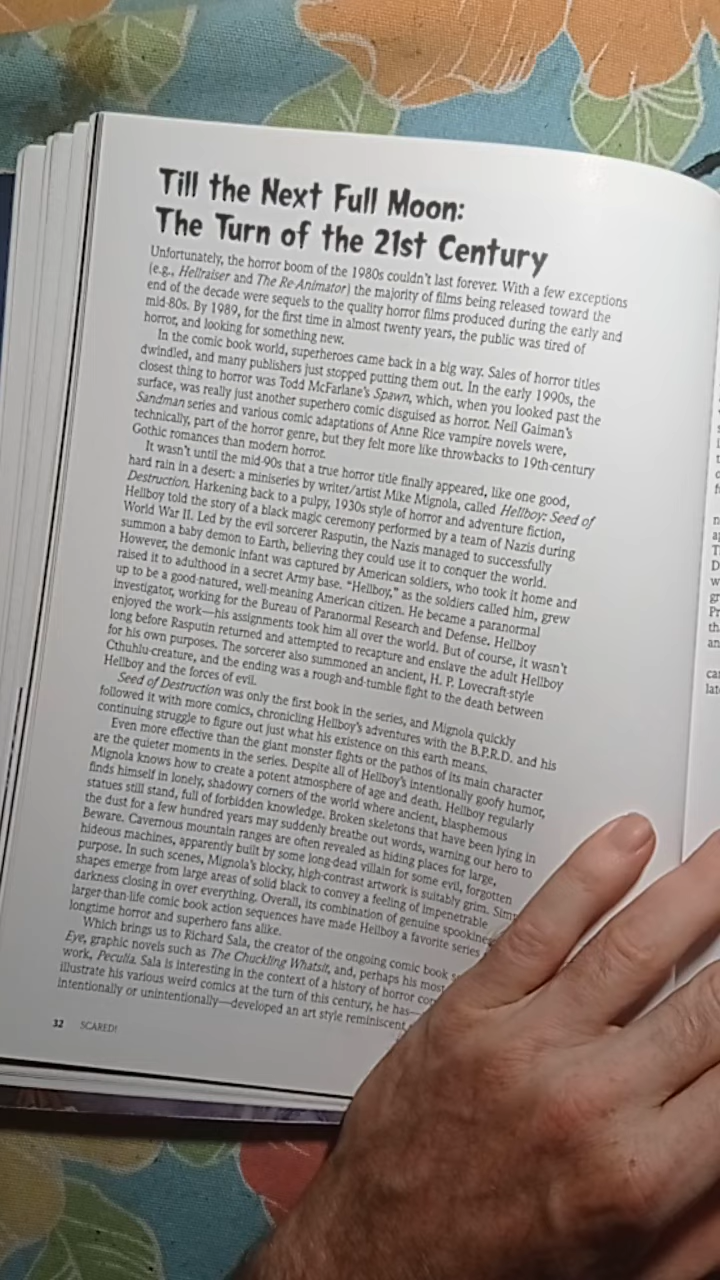 Till the Next Full Moon:
The Turn of the 21st Century
Unfortunately, the horror boom of the 1980s couldn't last forever. With a few exceptions
(e.g., Hellraiser and The Re-Animator) the majority of films being released toward the
end of the decade were sequels to the quality horror films produced during the early and
mid-80s. By 1989, for the first time in almost twenty years, the public was tired of
horror, and looking for something new.
In the comic book world, superheroes came back in a big way. Sales of horror titles
dwindled, and many publishers just stopped putting them out. In the early 1990s, the
closest thing to horror was Todd McFarlane's Spawn, which, when you looked past the
surface, was really just another superhero comic disguised as horror. Neil Gaiman's
Sandman series and various comic adaptations of Anne Rice vampire novels were,
technically, part of the horror genre, but they felt more like throwbacks to 19th-century
Gothic romances than modern horror.
It wasn't until the mid-90s that a true horror title finally appeared, like one good,
hard rain in a desert: a miniseries by writer/artist Mike Mignola, called Hellboy: Seed of
Destruction. Harkening back to a pulpy, 1930s style of horror and adventure fiction,
Hellboy told the story of a black magic ceremony performed by a team of Nazis during
World War II. Led by the evil sorcerer Rasputin, the Nazis managed to successfully
summon a baby demon to Earth, believing they could use it to conquer the world.
However, the demonic infant was captured by American soldiers, who took it home and
raised it to adulthood in a secret Army base. "Hellboy," as the soldiers called him, grew
up to be a good-natured, well-meaning American citizen. He became a paranormal
investigator, working for the Bureau of Paranormal Research and Defense. Hellboy
enjoyed the work—his assignments took him all over the world. But of course, it wasn't
long before Rasputin returned and attempted to recapture and enslave the adult Hellboy
for his own purposes. The sorcerer also summoned an ancient, H. P. Lovecraft-style
Cthuhlu-creature, and the ending was a rough-and-tumble fight to the death between
Hellboy and the forces of evil.
Seed of Destruction was only the first book in the series, and Mignola quickly
followed it with more comics, chronicling Hellboy's adventures with the B.P.R.D. and his
continuing struggle to figure out just what his existence on this earth means.
Even more effective than the giant monster fights or the pathos of its main character
are the quieter moments in the series. Despite all of Hellboy's intentionally goofy humor,
Mignola knows how to create a potent atmosphere of age and death. Hellboy regularly
finds himself in lonely, shadowy corners of the world where ancient, blasphemous
statues still stand, full of forbidden knowledge. Broken skeletons that have been lying in
the dust for a few hundred years may suddenly breathe out words, warning our hero to
Beware. Cavernous mountain ranges are often revealed as hiding places for large,
hideous machines, apparently built by some long-dead villain for some evil, forgotten
purpose. In such scenes, Mignola's blocky, high-contrast artwork is suitably grim. Sim
shapes emerge from large areas of solid black to convey a feeling of impenetrable
darkness closing in over everything. Overall, its combination of genuine spookine
larger-than-life comic book action sequences have made Hellboy a favorite series
longtime horror and superhero fans alike.
Which brings us to Richard Sala, the creator of the ongoing comic book s
Eye, graphic novels such as The Chuckling Whatsit, and, perhaps his most
work, Peculia. Sala is interesting in the context of a history of horror com
illustrate his various weird comics at the turn of this century, he has—
intentionally or unintentionally—developed an art style reminiscent
32 SCARED!